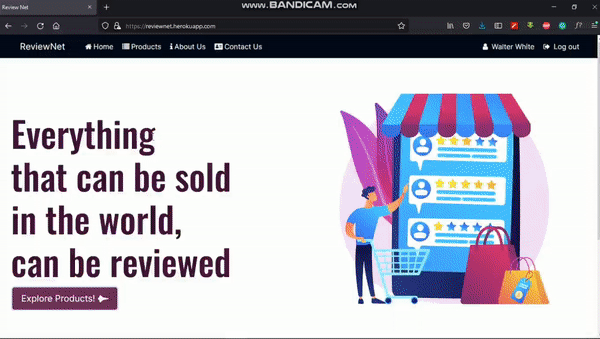 www.BANDICAM.com
Review Net
https://reviewnet.herokuapp.com
ReviewNet Home Products About Us Contact Us Walter White Log out
Everything
that can be sold
in the world,
can be reviewed
Explore Products!